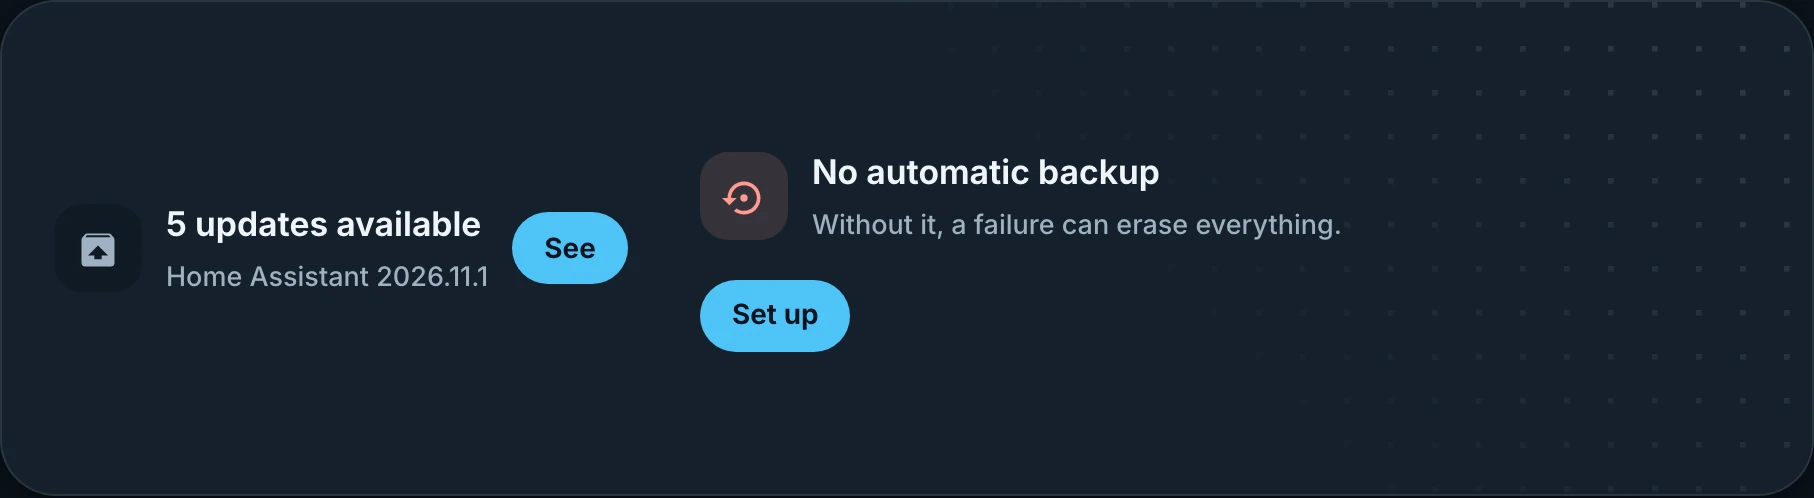 5 updates available
Home Assistant 2026.11.1
See
No automatic backup
Without it, a failure can erase everything.
Set up